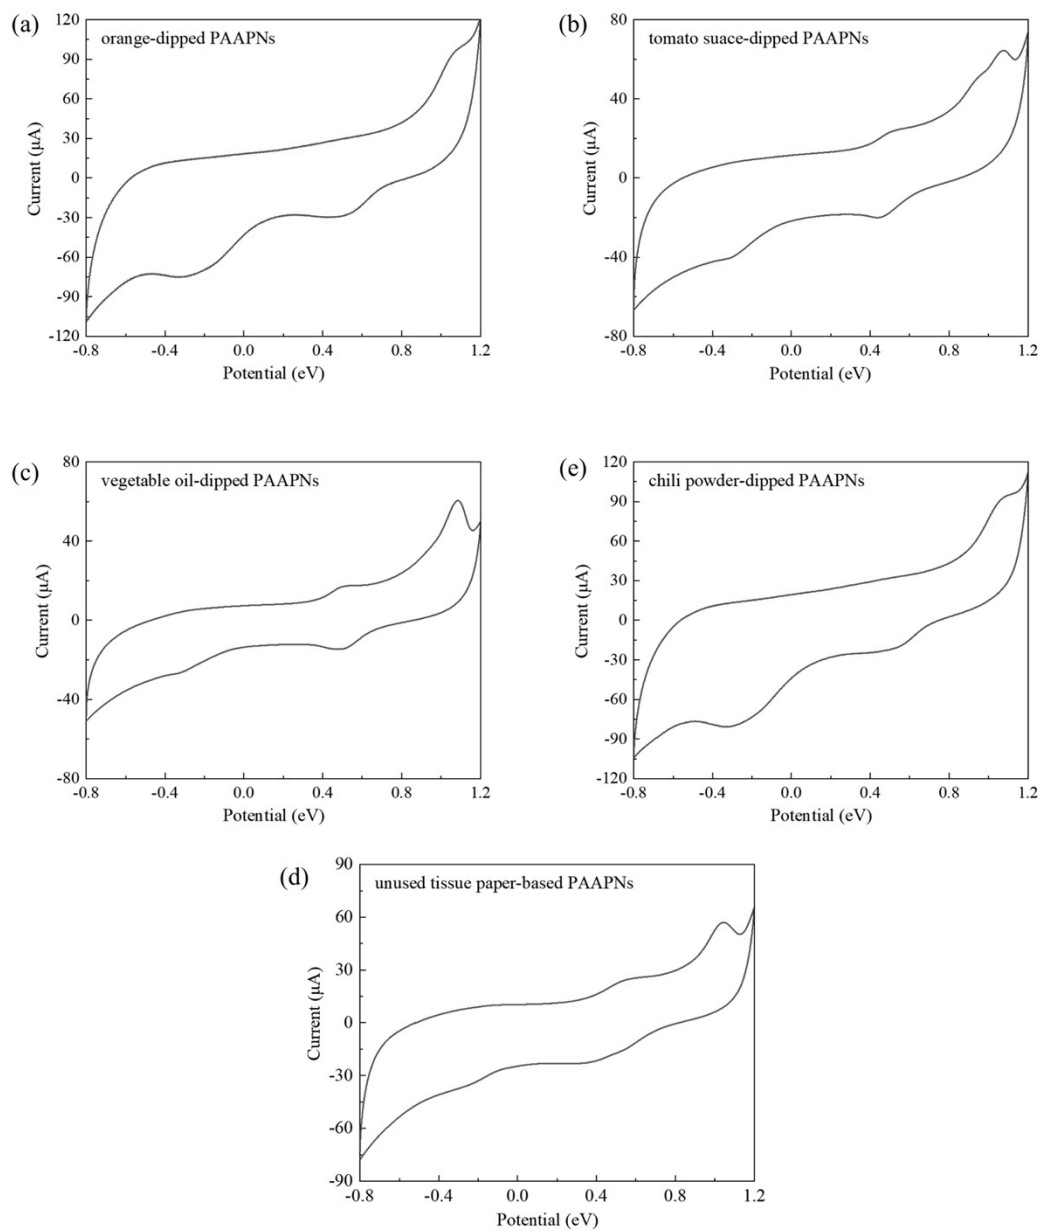 (a)
orange-dipped PAAPNs
120
90
60
30
0
-30
-60
-90
-120
Current (μA)
-0.8 -0.4 0.0 0.4 0.8 1.2
Potential (eV)
(b)
tomato suace-dipped PAAPNs
80
40
0
-40
-80
Current (μA)
-0.8 -0.4 0.0 0.4 0.8 1.2
Potential (eV)
(c)
vegetable oil-dipped PAAPNs
80
40
0
-40
-80
Current (μA)
-0.8 -0.4 0.0 0.4 0.8 1.2
Potential (eV)
(e)
chili powder-dipped PAAPNs
120
90
60
30
0
-30
-60
-90
-120
Current (μA)
-0.8 -0.4 0.0 0.4 0.8 1.2
Potential (eV)
(d)
unused tissue paper-based PAAPNs
90
60
30
0
-30
-60
-90
Current (μA)
-0.8 -0.4 0.0 0.4 0.8 1.2
Potential (eV)